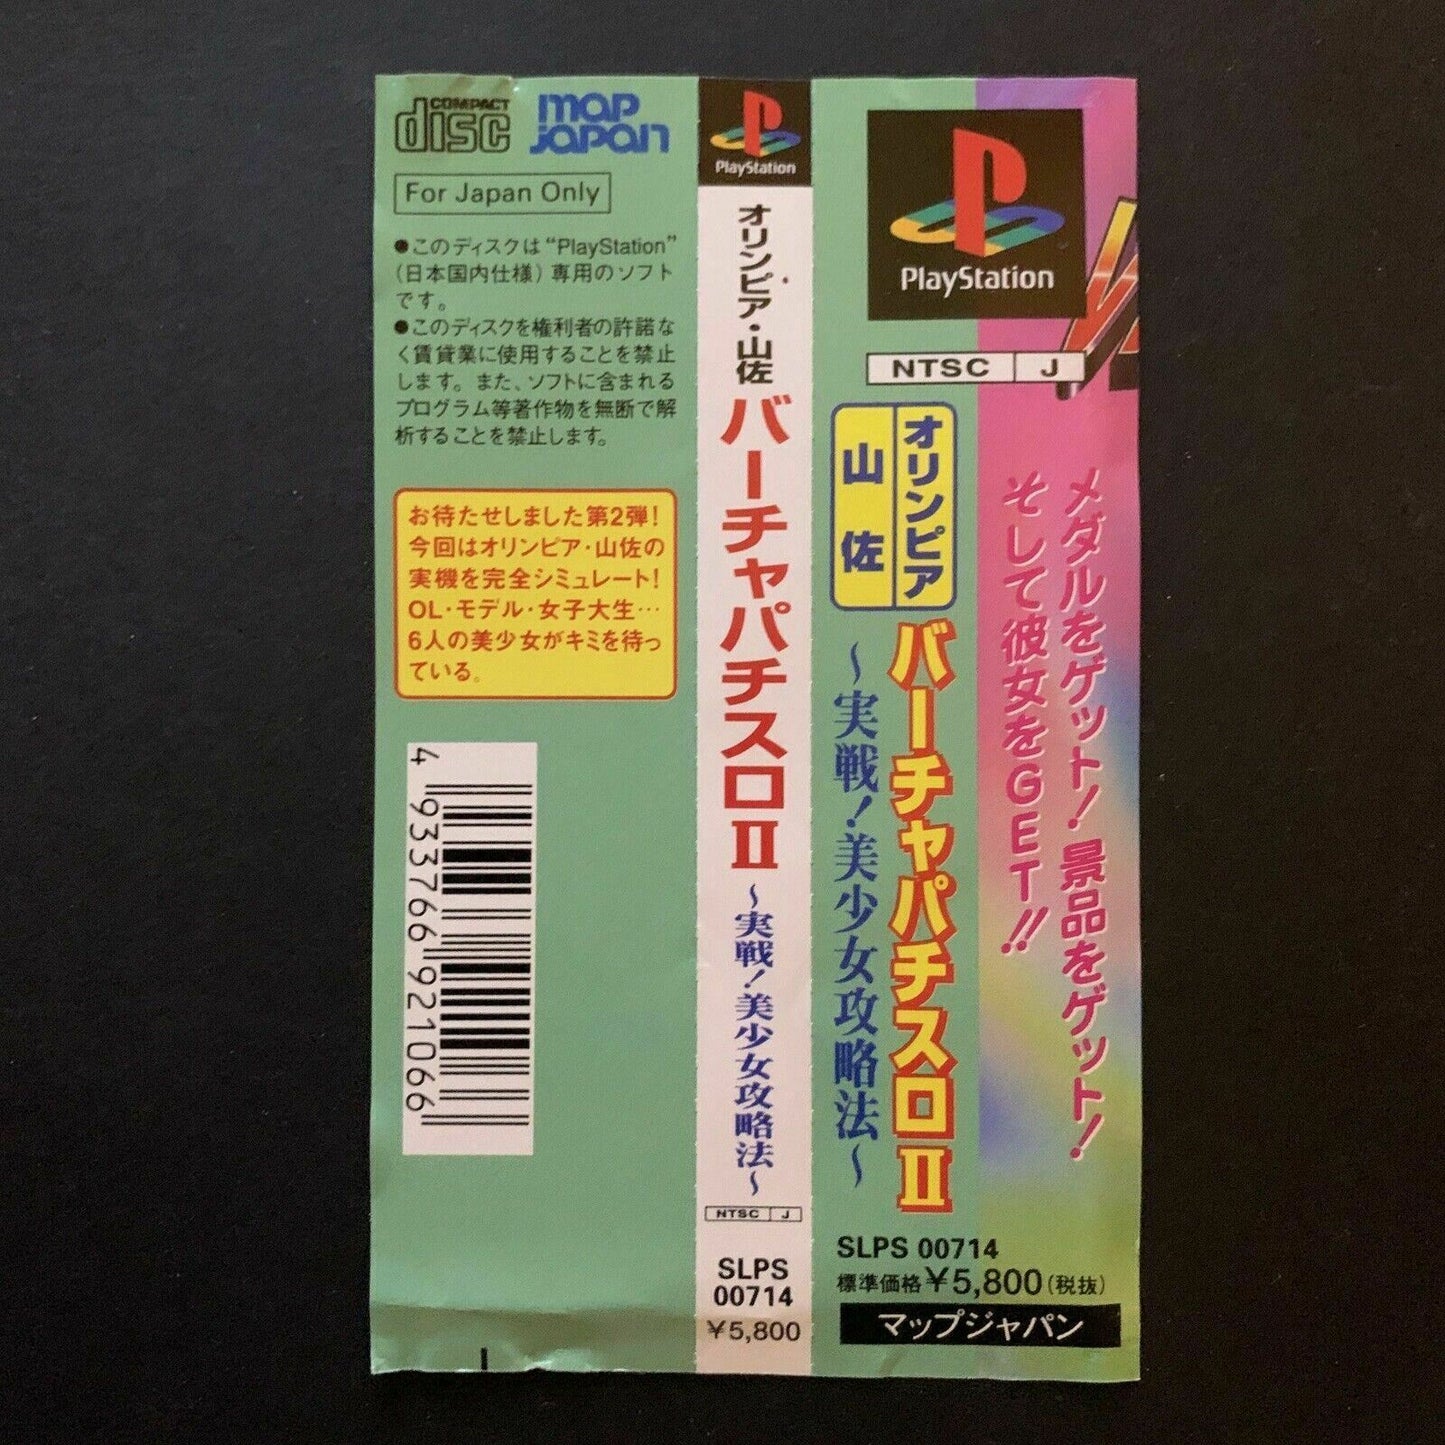 COMPACT
disc
map
japan
For Japan Only
●このディスクは“PlayStation”
(日本国内仕様)専用のソフト
です。
●このディスクを権利者の許諾な
く賃貸業に使用することを禁止
します。また、ソフトに含まれる
プログラム等著作物を無断で解
析することを禁止します。
お待たせしました第2弾!
今回はオリンピア・山佐の
実機を完全シミュレート!
OL・モデル・女子大生…
6人の美少女がキミを待っ
ている。
4 933766 921066
PlayStation
オリンピア・山佐
バーチャパチスロII
～実戦!美少女攻略法～
NTSC J
SLPS
00714
¥5,800
PlayStation
NTSC J
オリンピア
山佐
バーチャパチスロII
～実戦!美少女攻略法～
メダルをゲット!景品をゲット!
そして彼女をGET!!
SLPS 00714
標準価格¥5,800(税抜)
マップジャパン